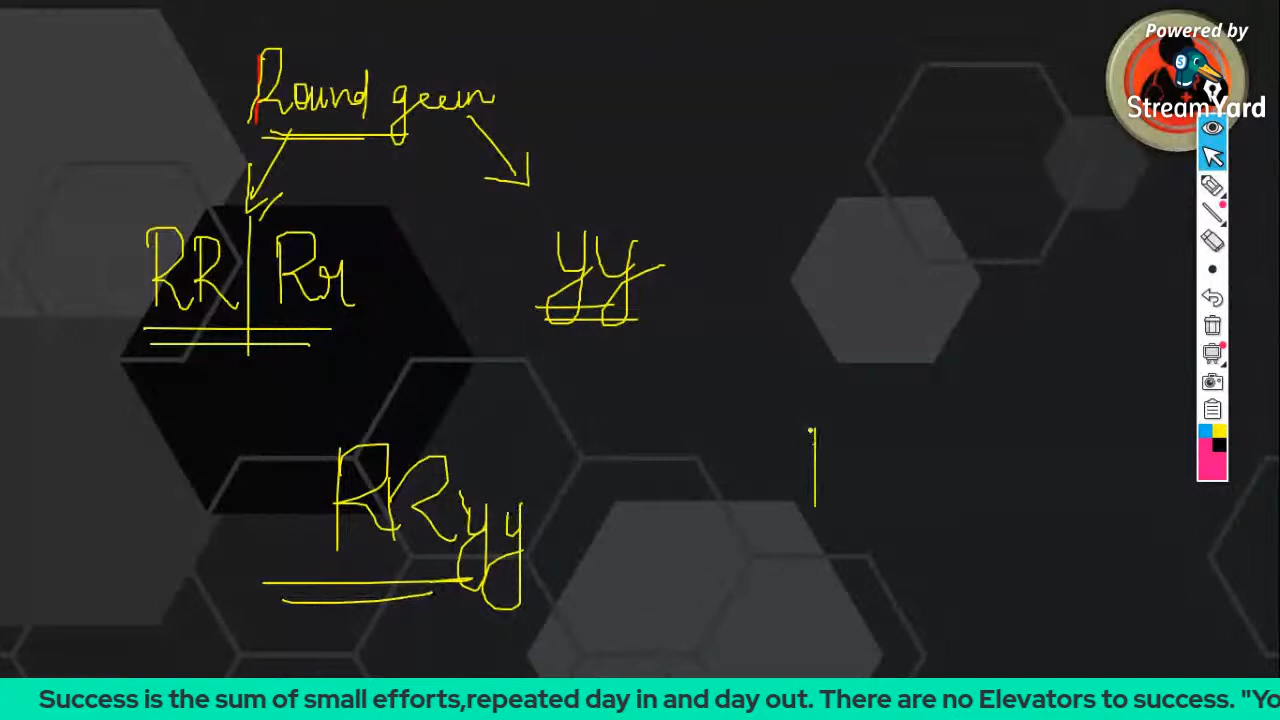 Powered by
StreamYard
Round green
RR Rr yy
RRyy
Success is the sum of small efforts,repeated day in and day out. There are no Elevators to success. "Yo